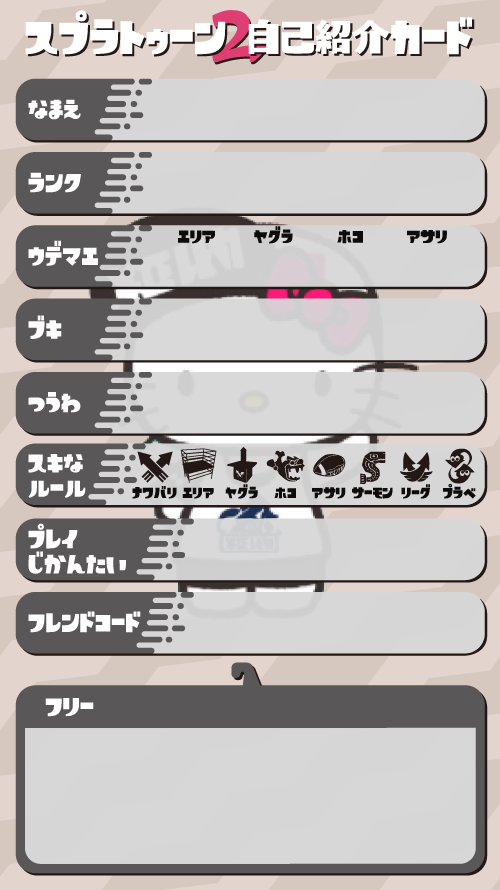 スプラトゥーン2自己紹介カード
なまえ
ランク
ウデマエ
エリア ヤグラ ホコ アサリ
ブキ
つうわ
スキな
ルール
ナワバリ エリア ヤグラ ホコ アサリ サーモン リーグ プラベ
プレイ
じかんたい
フレンドコード
フリー